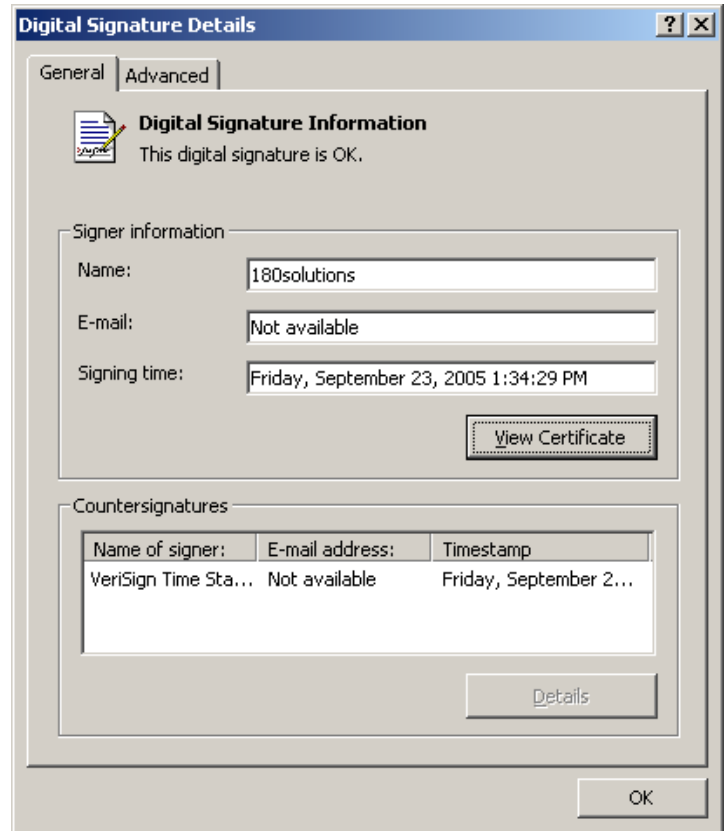 Digital Signature Details
General Advanced
Digital Signature Information
This digital signature is OK.
Signer information
Name: 180solutions
E-mail: Not available
Signing time: Friday, September 23, 2005 1:34:29 PM
View Certificate
Countersignatures
Name of signer: E-mail address: Timestamp
VeriSign Time Sta... Not available Friday, September 2...
Details
OK